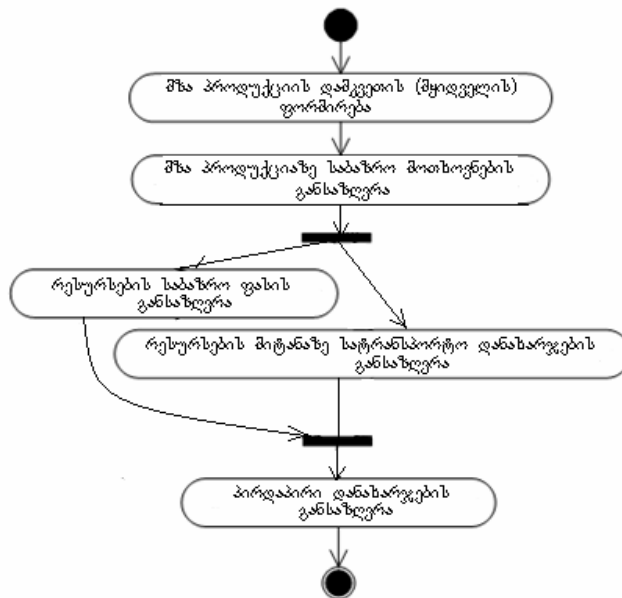 მზა პროდუქციის დამკვეთის (მყიდველის)
ფორმირება
მზა პროდუქციაზე საბაზრო მოთხოვნების
განსაზღვრა
რესურსების საბაზრო ფასის
განსაზღვრა
რესურსების მიტანაზე სატრანსპორტო დანახარჯების
განსაზღვრა
პირდაპირი დანახარჯების
განსაზღვრა